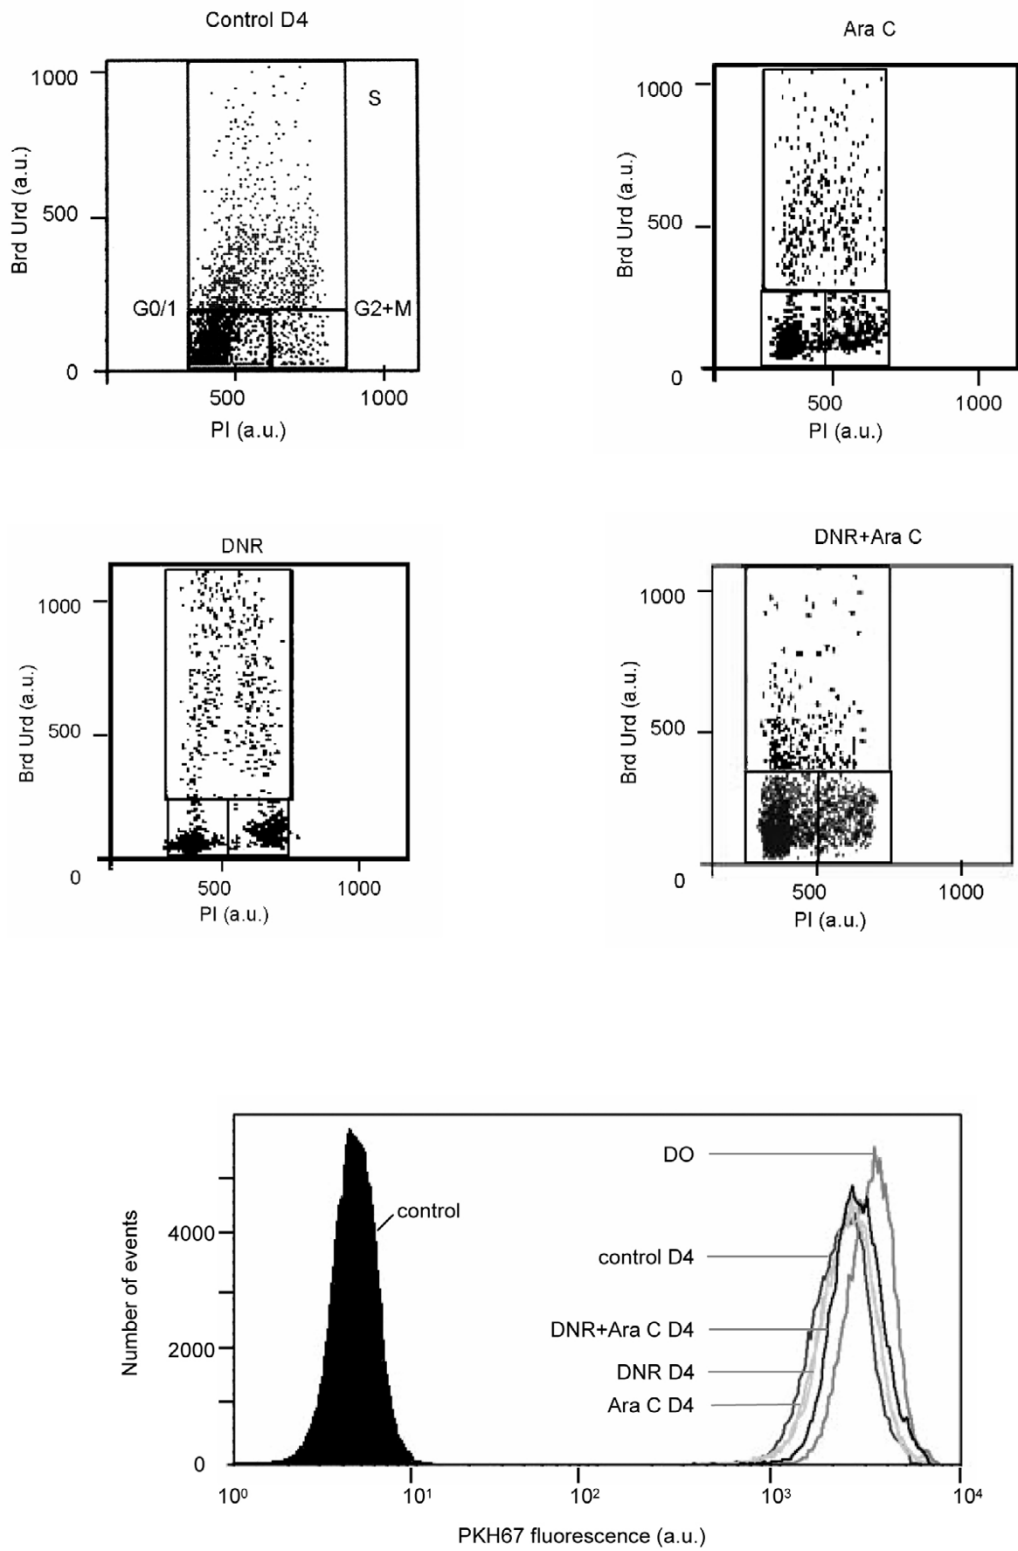 Control D4
1000
500
0
Brd Urd (a.u.)
S
G0/1
G2+M
500
1000
PI (a.u.)
Ara C
1000
500
0
Brd Urd (a.u.)
500
1000
PI (a.u.)
DNR
1000
500
0
Brd Urd (a.u.)
500
1000
PI (a.u.)
DNR+Ara C
1000
500
0
Brd Urd (a.u.)
500
1000
PI (a.u.)
Number of events
4000
2000
0
control
DO
control D4
DNR+Ara C D4
DNR D4
Ara C D4
10⁰
10¹
10²
10³
10⁴
PKH67 fluorescence (a.u.)